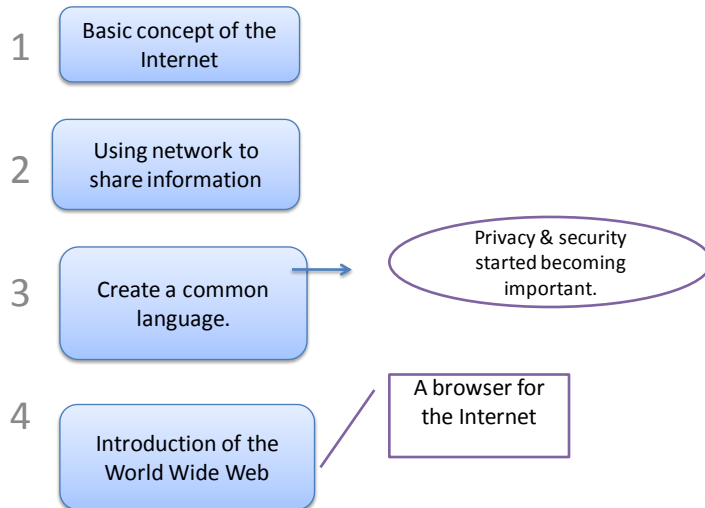 1
Basic concept of the
Internet
2
Using network to
share information
3
Create a common
language.
Privacy & security
started becoming
important.
4
Introduction of the
World Wide Web
A browser for
the Internet